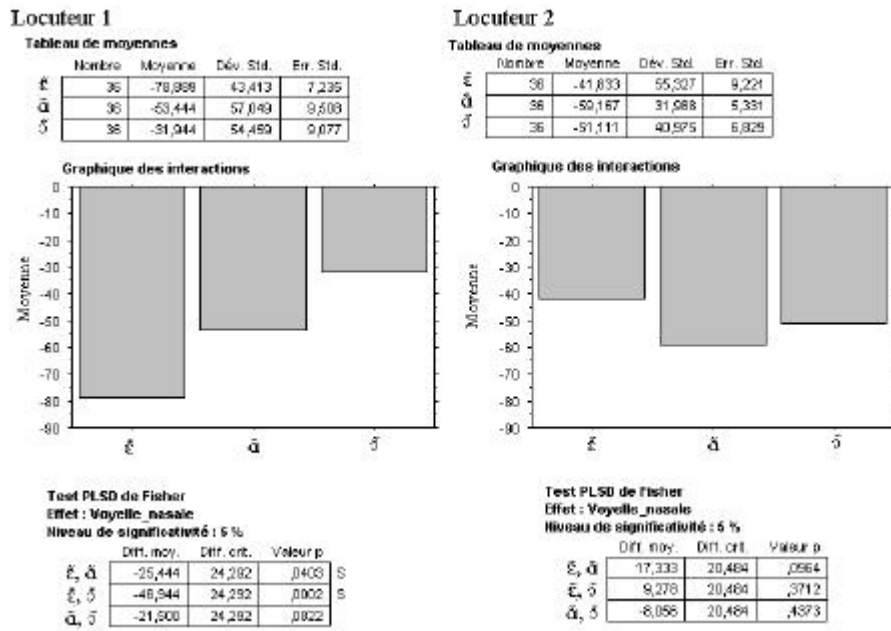 Locuteur 1
Tableau de moyennes
Nombre Moyenne Dév. Std. Err. Std.
ɛ̃ 36 -78,889 43,413 7,235
ɑ̃ 36 -53,444 57,049 9,508
ɔ̃ 36 -31,944 54,459 9,077
Graphique des interactions
Moyenne
0
-10
-20
-30
-40
-50
-60
-70
-80
-90
ɛ̃ ɑ̃ ɔ̃
Test PLSD de Fisher
Effet : Voyelle_nasale
Niveau de significativité : 5 %
Diff. moy. Diff. crit. Valeur p
ɛ̃, ɑ̃ -25,444 24,292 ,0403 S
ɛ̃, ɔ̃ -46,944 24,292 ,0002 S
ɑ̃, ɔ̃ -21,500 24,292 ,0822
Locuteur 2
Tableau de moyennes
Nombre Moyenne Dév. Std. Err. Std.
ɛ̃ 36 -41,833 55,327 9,221
ɑ̃ 36 -59,167 31,988 5,331
ɔ̃ 36 -51,111 40,975 6,829
Graphique des interactions
Moyenne
0
-10
-20
-30
-40
-50
-60
-70
-80
-90
ɛ̃ ɑ̃ ɔ̃
Test PLSD de Fisher
Effet : Voyelle_nasale
Niveau de significativité : 5 %
Diff. moy. Diff. crit. Valeur p
ɛ̃, ɑ̃ 17,333 20,484 ,0964
ɛ̃, ɔ̃ 9,278 20,484 ,3712
ɑ̃, ɔ̃ -8,056 20,484 ,4373